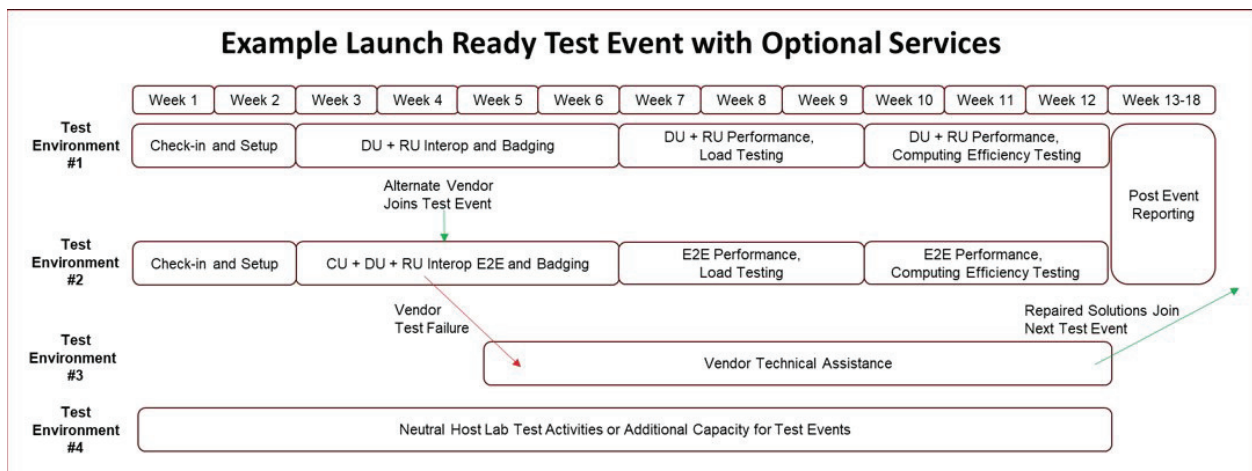 Example Launch Ready Test Event with Optional Services
Week 1 Week 2 Week 3 Week 4 Week 5 Week 6 Week 7 Week 8 Week 9 Week 10 Week 11 Week 12 Week 13-18
Test
Environment
#1
Check-in and Setup
DU + RU Interop and Badging
DU + RU Performance,
Load Testing
DU + RU Performance,
Computing Efficiency Testing
Post Event
Reporting
Alternate Vendor
Joins Test Event
Test
Environment
#2
Check-in and Setup
CU + DU + RU Interop E2E and Badging
E2E Performance,
Load Testing
E2E Performance,
Computing Efficiency Testing
Vendor
Test Failure
Repaired Solutions Join
Next Test Event
Test
Environment
#3
Vendor Technical Assistance
Test
Environment
#4
Neutral Host Lab Test Activities or Additional Capacity for Test Events